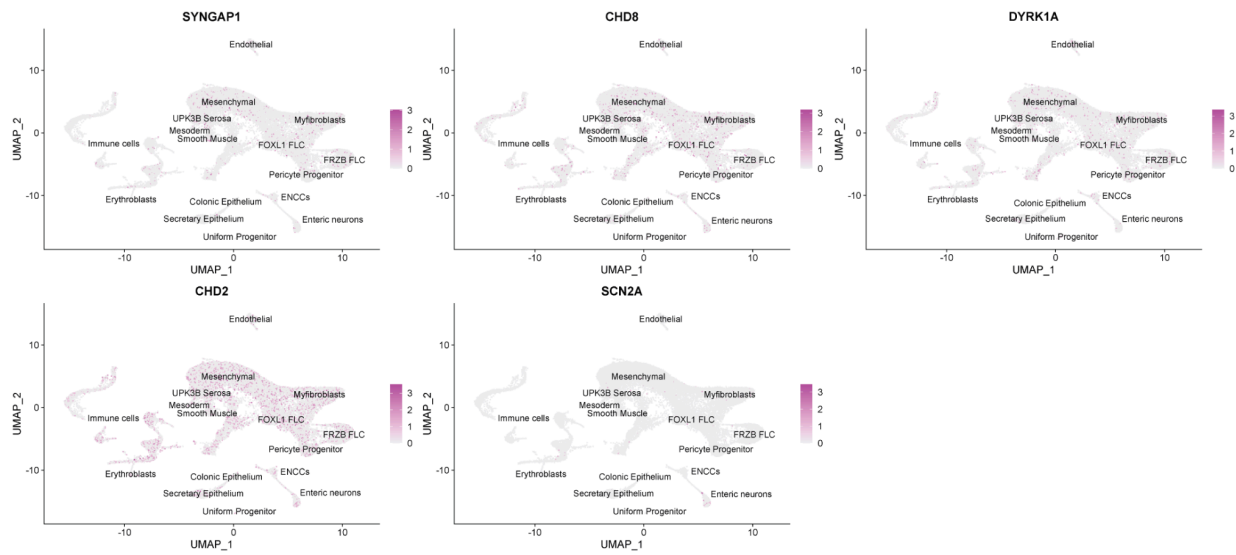 SYNGAP1
Endothelial
10
Mesenchymal
UPK3B Serosa
Myfibroblasts
3
2
1
0
UMAP_2
0
Mesoderm
Smooth Muscle
Immune cells
FOXL1 FLC
FRZB FLC
Pericyte Progenitor
-10
Erythroblasts
Colonic Epithelium
ENCCs
Secretary Epithelium
Enteric neurons
Uniform Progenitor
-10
0
10
UMAP_1
CHD8
Endothelial
10
Mesenchymal
UPK3B Serosa
Myfibroblasts
3
2
1
0
UMAP_2
0
Mesoderm
Smooth Muscle
Immune cells
FOXL1 FLC
FRZB FLC
Pericyte Progenitor
-10
Erythroblasts
Colonic Epithelium
ENCCs
Secretary Epithelium
Enteric neurons
Uniform Progenitor
-10
0
10
UMAP_1
DYRK1A
Endothelial
10
Mesenchymal
UPK3B Serosa
Myfibroblasts
3
2
1
0
UMAP_2
0
Mesoderm
Smooth Muscle
Immune cells
FOXL1 FLC
FRZB FLC
Pericyte Progenitor
-10
Erythroblasts
Colonic Epithelium
ENCCs
Secretary Epithelium
Enteric neurons
Uniform Progenitor
-10
0
10
UMAP_1
CHD2
Endothelial
10
Mesenchymal
UPK3B Serosa
Myfibroblasts
3
2
1
0
UMAP_2
0
Mesoderm
Smooth Muscle
Immune cells
FOXL1 FLC
FRZB FLC
Pericyte Progenitor
-10
Erythroblasts
Colonic Epithelium
ENCCs
Secretary Epithelium
Enteric neurons
Uniform Progenitor
-10
0
10
UMAP_1
SCN2A
Endothelial
10
Mesenchymal
UPK3B Serosa
Myfibroblasts
3
2
1
0
UMAP_2
0
Mesoderm
Smooth Muscle
Immune cells
FOXL1 FLC
FRZB FLC
Pericyte Progenitor
-10
Erythroblasts
Colonic Epithelium
ENCCs
Secretary Epithelium
Enteric neurons
Uniform Progenitor
-10
0
10
UMAP_1